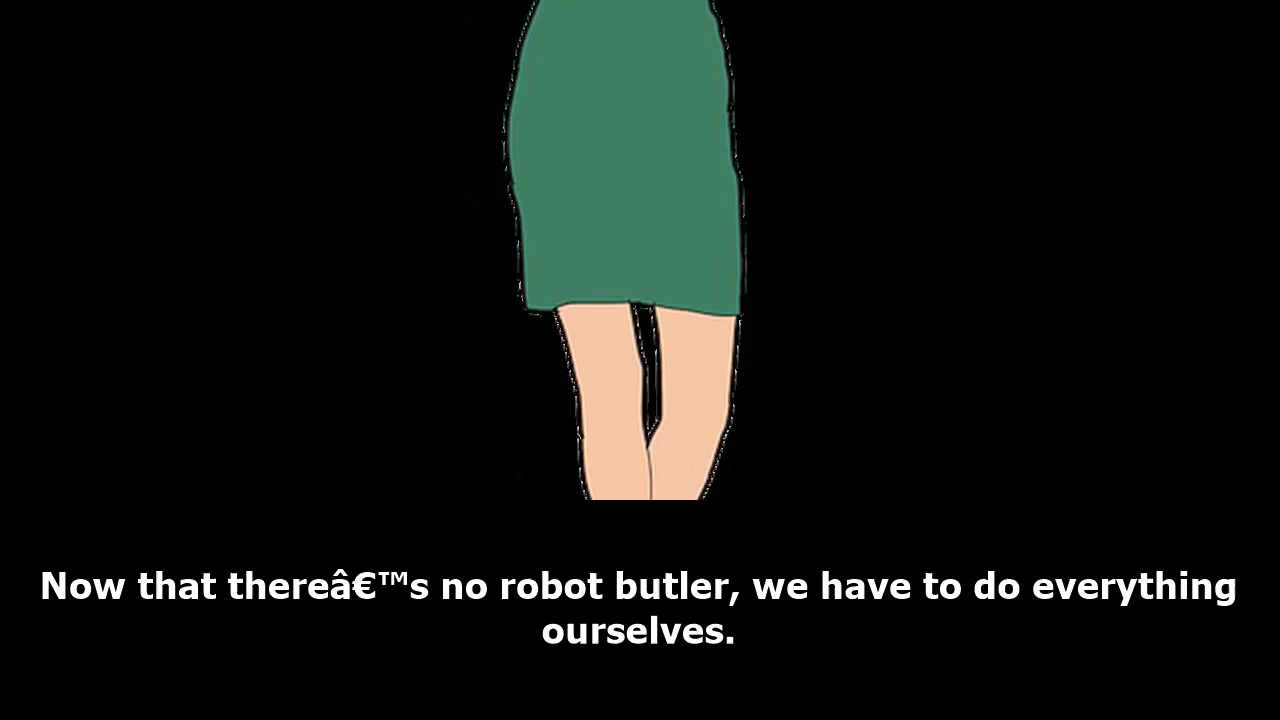 Now that thereâ€™s no robot butler, we have to do everything
ourselves.